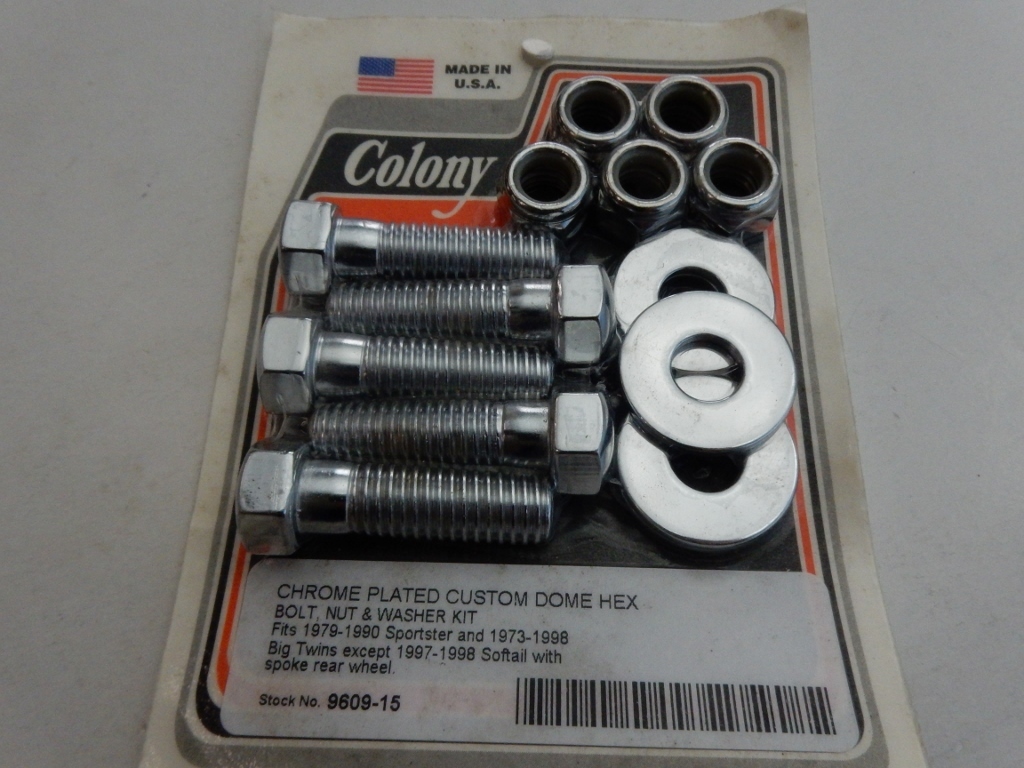 MADE IN
U.S.A.
Colony
CHROME PLATED CUSTOM DOME HEX
BOLT, NUT & WASHER KIT
Fits 1979-1990 Sportster and 1973-1998
Big Twins except 1997-1998 Softail with
spoke rear wheel.
Stock No. 9609-15